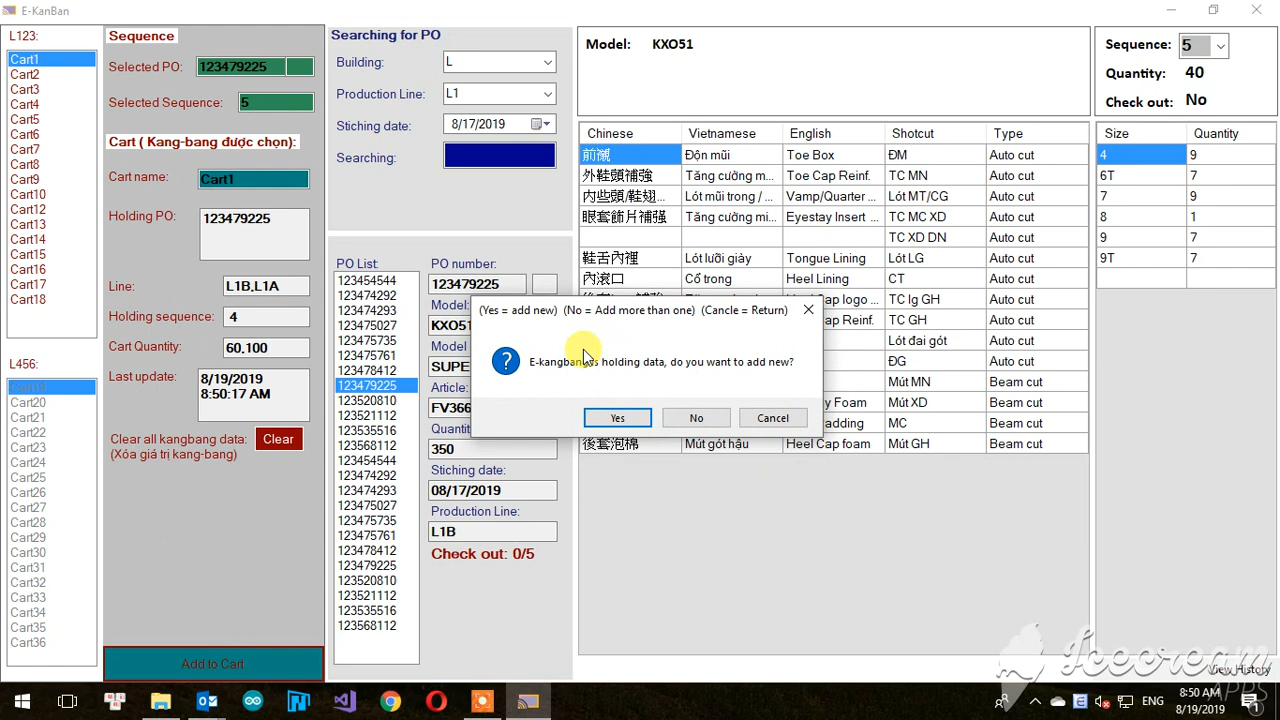 E-KanBan
L123:
Cart1
Cart2
Cart3
Cart4
Cart5
Cart6
Cart7
Cart8
Cart9
Cart10
Cart12
Cart13
Cart14
Cart15
Cart16
Cart17
Cart18
L456:
Cart19
Cart20
Cart21
Cart22
Cart23
Cart24
Cart25
Cart26
Cart27
Cart28
Cart29
Cart30
Cart31
Cart32
Cart33
Cart34
Cart35
Cart36
Sequence
Selected PO: 123479225
Selected Sequence: 5
Cart ( Kang-bang được chọn):
Cart name: Cart1
Holding PO: 123479225
Line: L1B,L1A
Holding sequence: 4
Cart Quantity: 60,100
Last update: 8/19/2019
8:50:17 AM
Clear all kangbang data: Clear
(Xóa giá trị kang-bang)
Add to Cart
Searching for PO
Building: L
Production Line: L1
Stiching date: 8/17/2019
Searching:
PO List:
123454544
123474292
123474293
123475027
123475735
123475761
123478412
123479225
123520810
123521112
123535516
123568112
123454544
123474292
123474293
123475027
123475735
123475761
123478412
123479225
123520810
123521112
123535516
123568112
PO number:
123479225
Model:
KXO51
Model
SUPE
Article:
FV366
Quanti
350
Stiching date:
08/17/2019
Production Line:
L1B
Check out: 0/5
Model: KXO51
Sequence: 5
Quantity: 40
Check out: No
Chinese Vietnamese English Shotcut Type
前襯 Độn mũi Toe Box ĐM Auto cut
外鞋頭補強 Tăng cường m... Toe Cap Reinf. TC MN Auto cut
內些頭/鞋翅... Lót mũi trong / ... Vamp/Quarter ... Lót MT/CG Auto cut
眼套飾片補强 Tăng cường mi... Eyestay Insert ... TC MC XD Auto cut
TC XD DN Auto cut
鞋舌內裡 Lót lưỡi giày Tongue Lining Lót LG Auto cut
內滾口 Cổ trong Heel Lining CT Auto cut
Heel Cap logo ... TC lg GH Auto cut
Cap Reinf. TC GH Auto cut
Lót đai gót Auto cut
ĐG Auto cut
Mút MN Beam cut
y Foam Mút XD Beam cut
adding MC Beam cut
後套泡棉 Mút gót hậu Heel Cap foam Mút GH Beam cut
Size Quantity
4 9
6T 7
7 9
8 1
9 7
9T 7
(Yes = add new) (No = Add more than one) (Cancle = Return)
E-kangban is holding data, do you want to add new?
Yes No Cancel
View History
Icecream
APPS
ENG
8:50 AM
8/19/2019
1